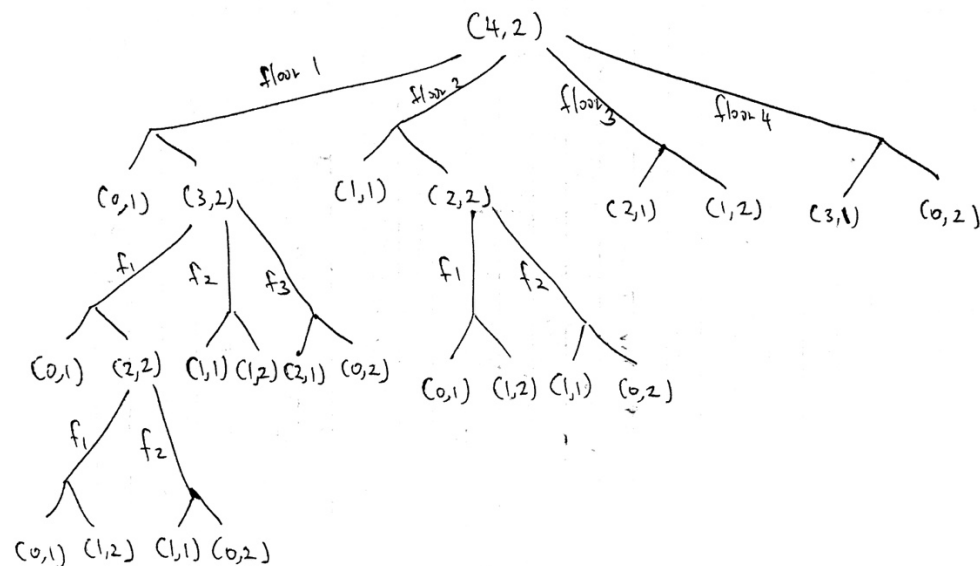 (4,2)
floor 1 floor 2 floor 3 floor 4
(0,1) (3,2) (1,1) (2,2) (2,1) (1,2) (3,1) (0,2)
f1 f2 f3 f1 f2
(0,1) (2,2) (1,1) (1,2) (2,1) (0,2) (0,1) (1,2) (1,1) (0,2)
f1 f2
(0,1) (1,2) (1,1) (0,2)